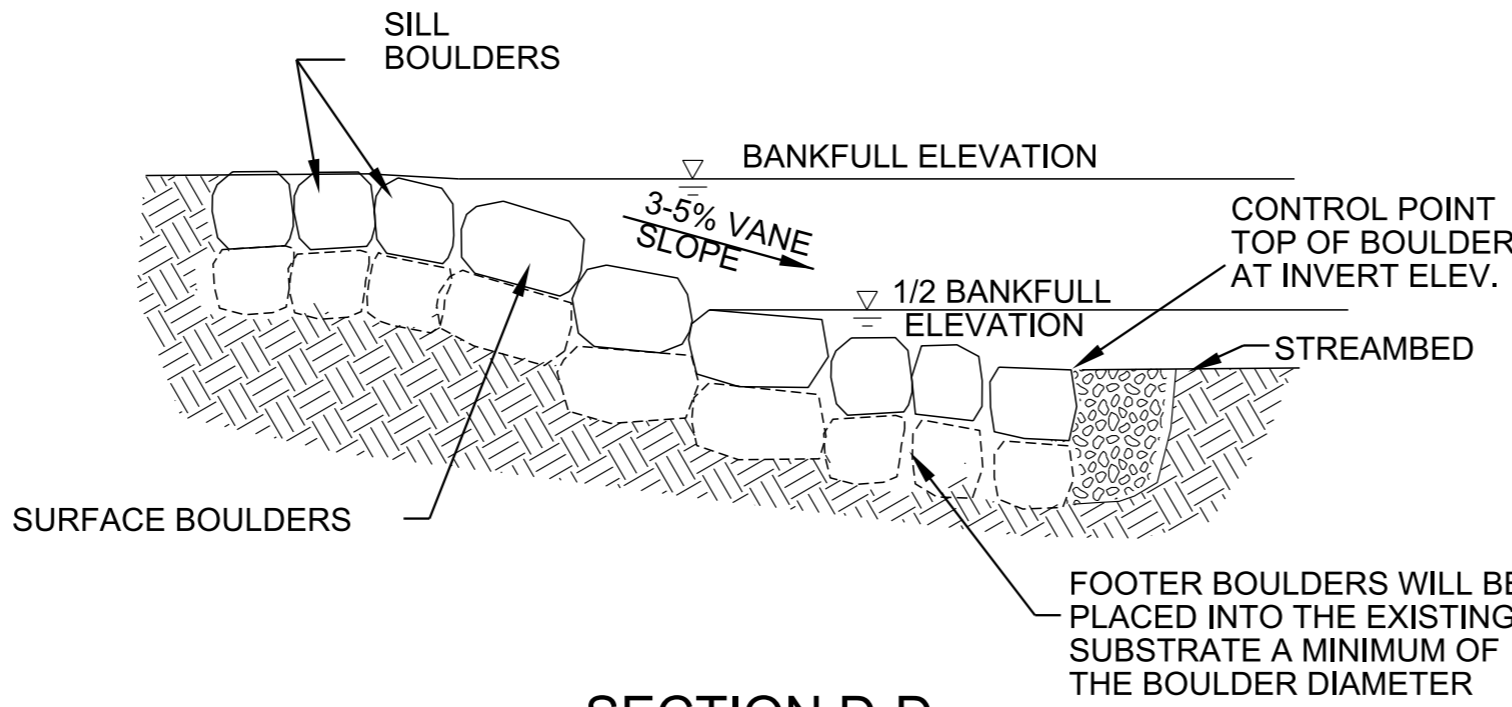 SILL
BOULDERS
BANKFULL ELEVATION
3-5% VANE
SLOPE
CONTROL POINT
TOP OF BOULDER
AT INVERT ELEV.
1/2 BANKFULL
ELEVATION
STREAMBED
SURFACE BOULDERS
FOOTER BOULDERS WILL BE
PLACED INTO THE EXISTING
SUBSTRATE A MINIMUM OF
THE BOULDER DIAMETER